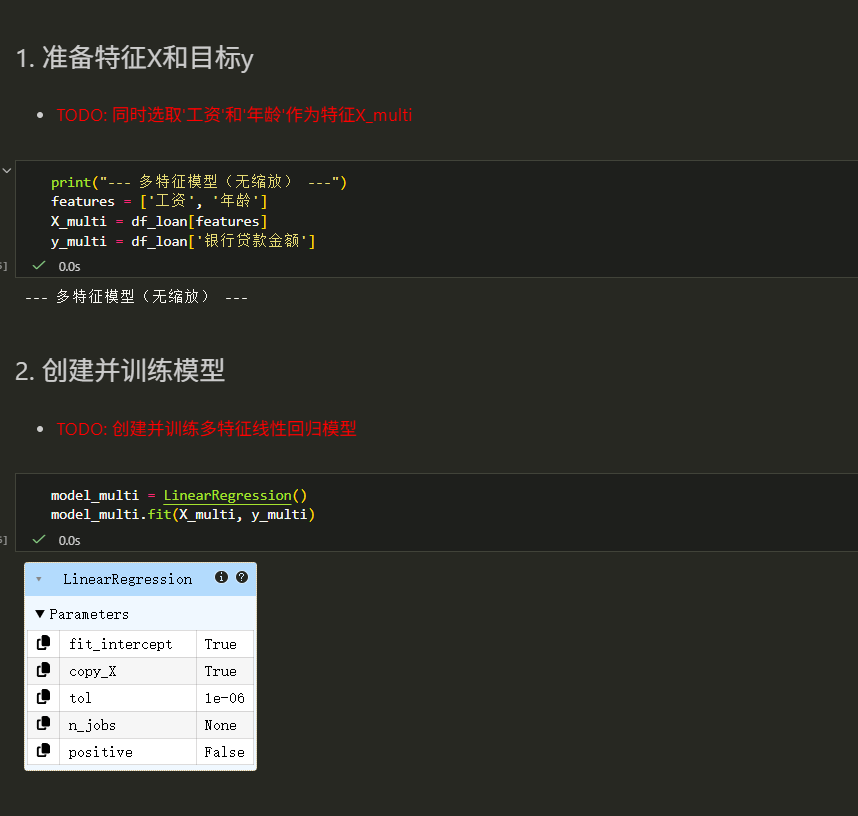 1. 准备特征X和目标y
• TODO: 同时选取'工资'和'年龄'作为特征X_multi
print("--- 多特征模型（无缩放） ---")
features = ['工资', '年龄']
X_multi = df_loan[features]
y_multi = df_loan['银行贷款金额']
✓ 0.0s
--- 多特征模型（无缩放） ---
2. 创建并训练模型
• TODO: 创建并训练多特征线性回归模型
model_multi = LinearRegression()
model_multi.fit(X_multi, y_multi)
✓ 0.0s
LinearRegression
Parameters
fit_intercept True
copy_X True
tol 1e-06
n_jobs None
positive False